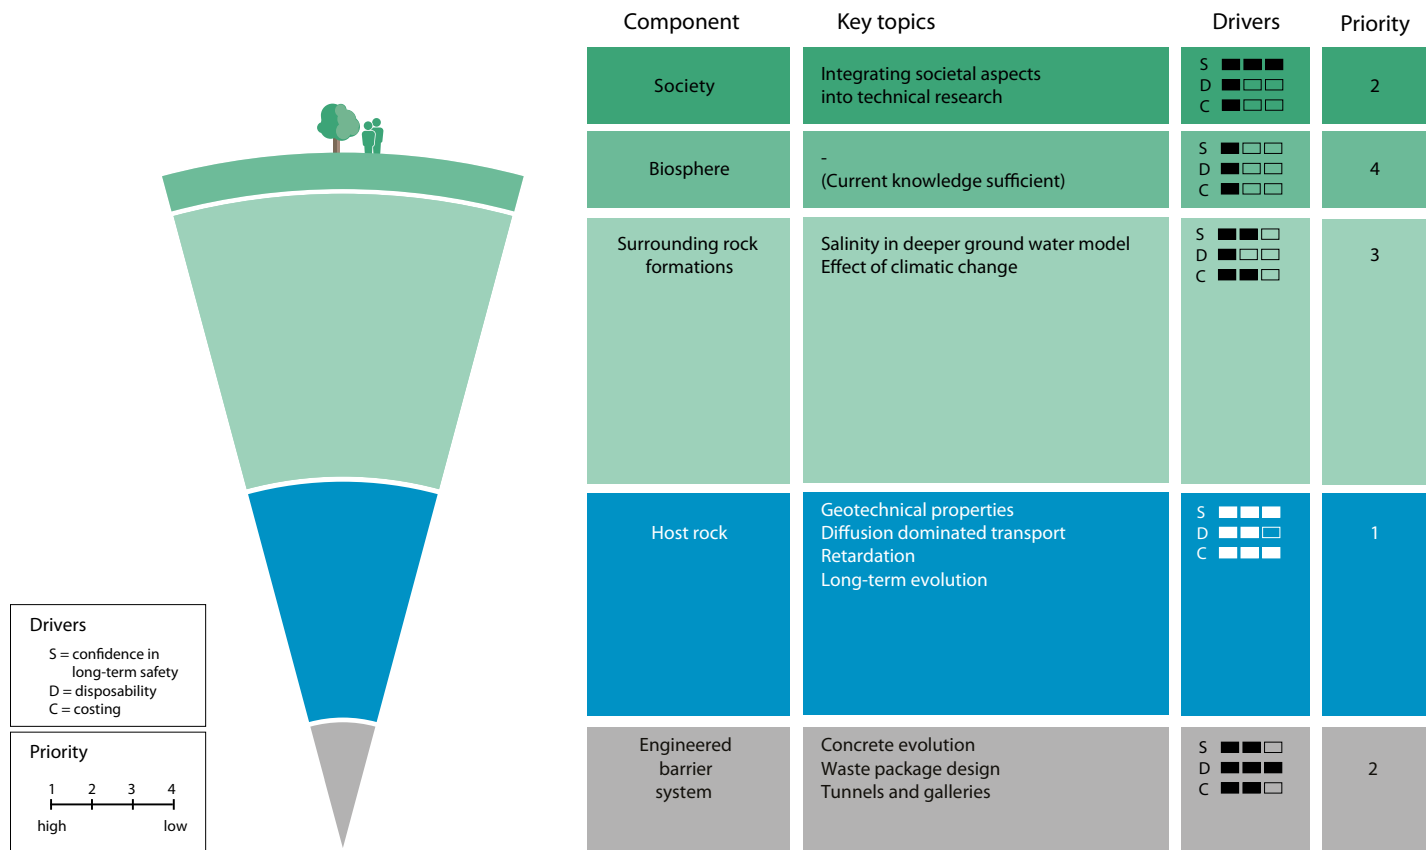 Component Key topics Drivers Priority
Society
Integrating societal aspects
into technical research
S
D
C
2
Biosphere
-
(Current knowledge sufficient)
S
D
C
4
Surrounding rock
formations
Salinity in deeper ground water model
Effect of climatic change
S
D
C
3
Host rock
Geotechnical properties
Diffusion dominated transport
Retardation
Long-term evolution
S
D
C
1
Engineered
barrier
system
Concrete evolution
Waste package design
Tunnels and galleries
S
D
C
2
Drivers
S = confidence in
long-term safety
D = disposability
C = costing
Priority
1 2 3 4
high low